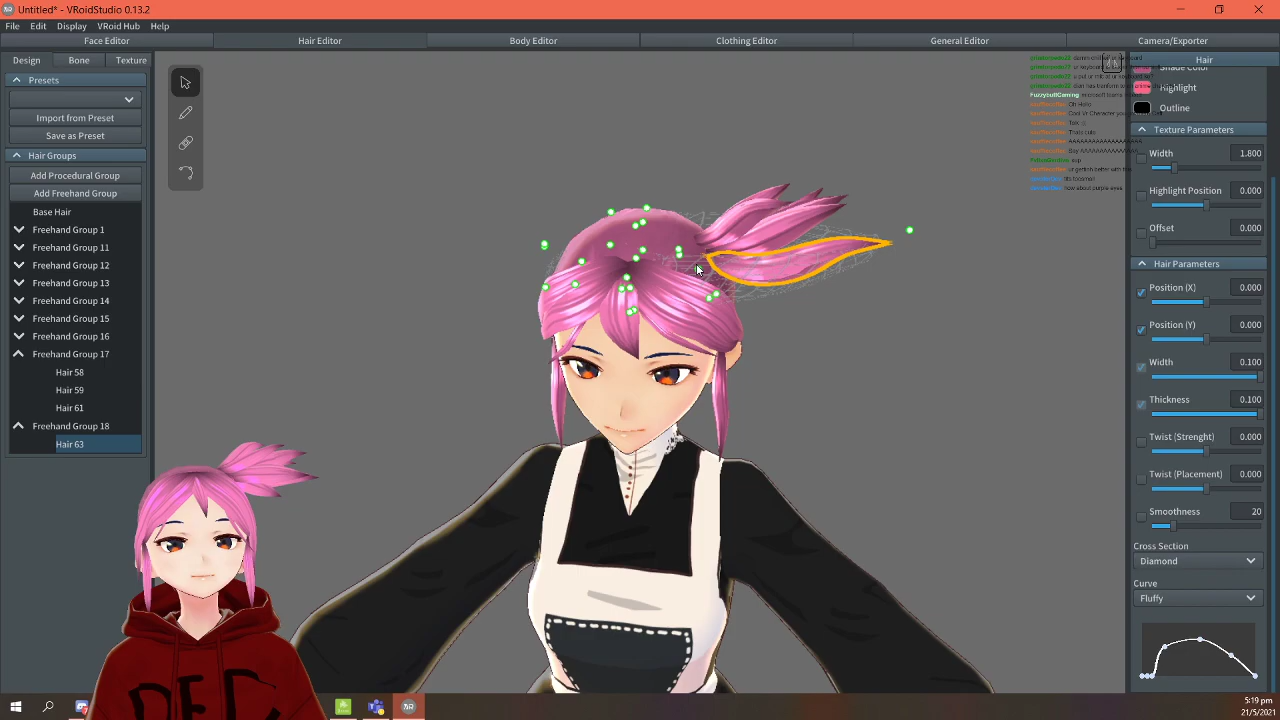 Untitled* - VRoidStudio 0.13.2
File Edit Display VRoid Hub Help
Face Editor Hair Editor Body Editor Clothing Editor General Editor Camera/Exporter
Design Bone Texture
Presets
Import from Preset
Save as Preset
Hair Groups
Add Procedural Group
Add Freehand Group
Base Hair
Freehand Group 1
Freehand Group 11
Freehand Group 12
Freehand Group 13
Freehand Group 14
Freehand Group 15
Freehand Group 16
Freehand Group 17
Hair 58
Hair 59
Hair 61
Freehand Group 18
Hair 63
FuzzybuttGaming
Oh Hello
Hair
Shade Color
Highlight
Outline
Texture Parameters
Width 1.800
Highlight Position 0.000
Offset 0.000
Hair Parameters
Position (X) 0.000
Position (Y) 0.000
Width 0.100
Thickness 0.100
Twist (Strenght) 0.000
Twist (Placement) 0.000
Smoothness 20
Cross Section
Diamond
Curve
Fluffy
5:19 pm
21/5/2021